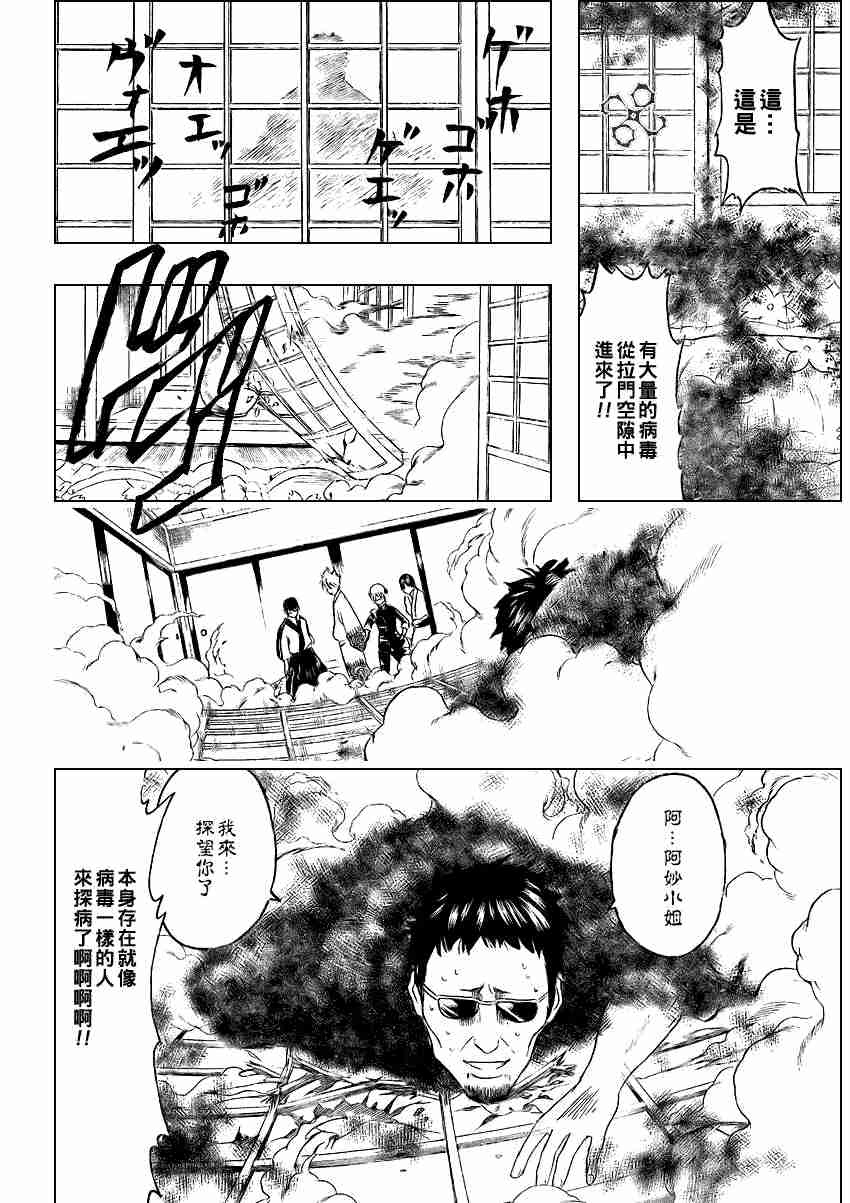 這…
這是
有大量的病毒
從拉門空隙中
進來了!!
ゲホ
ゴホ
ゲエッ
オエッ
ゴホ
ヴォエッ
阿…阿妙小姐
我來…
探望你了
本身存在就像
病毒一樣的人
來探病了啊啊啊啊!!